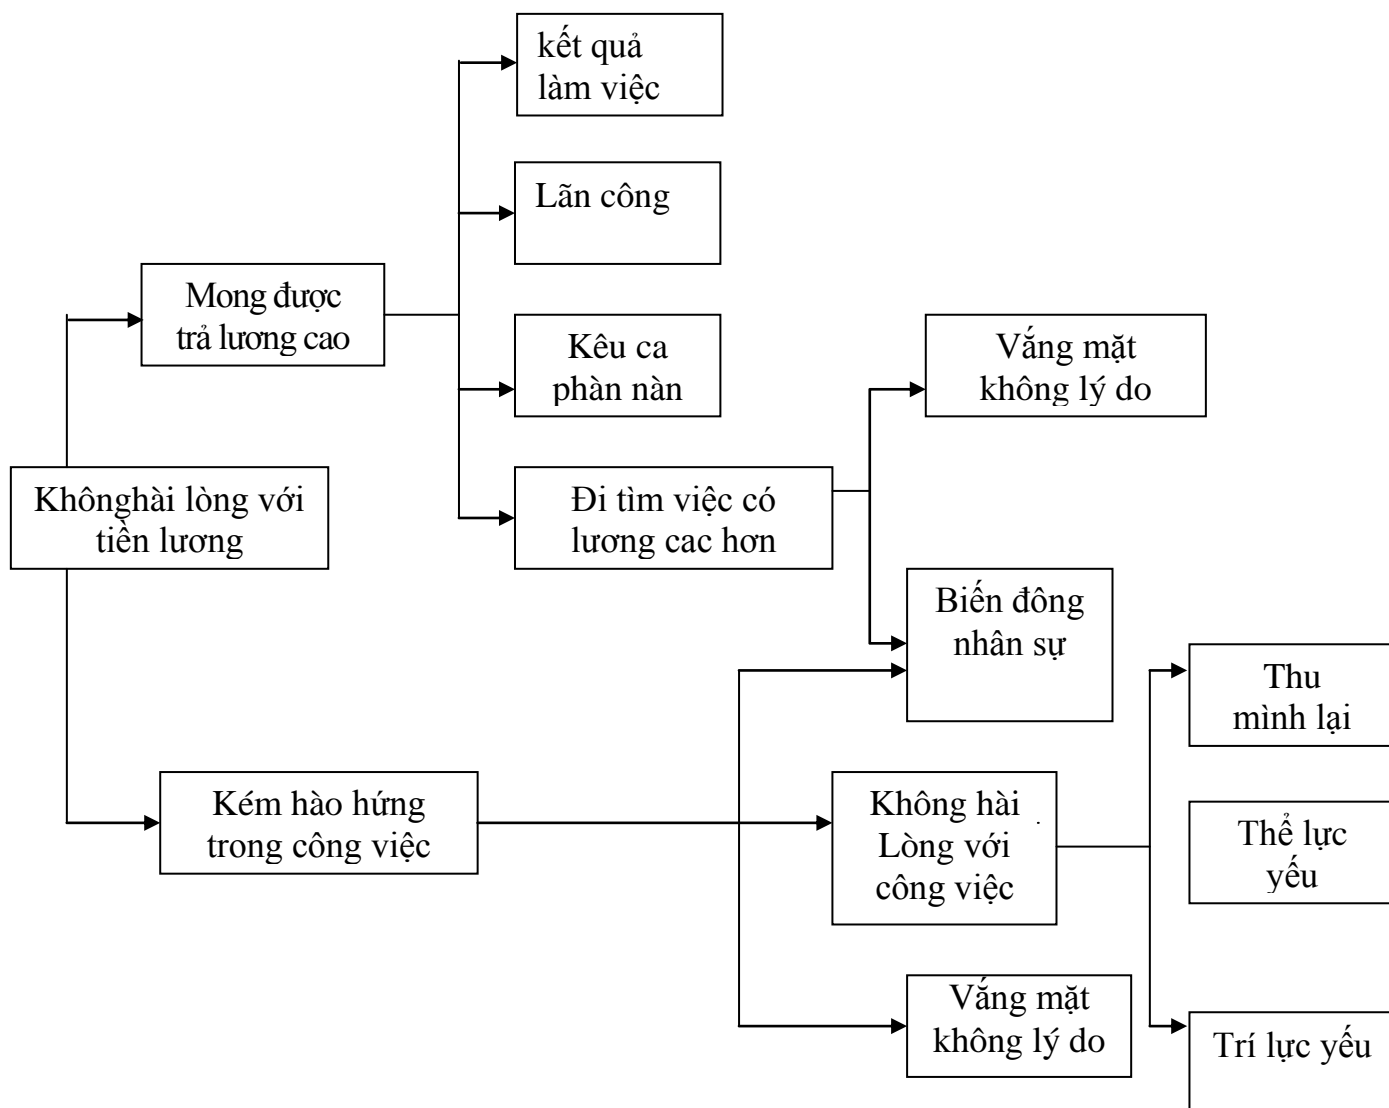 kết quả
làm việc
Lãn công
Mong được
trả lương cao
Kêu ca
phàn nàn
Vắng mặt
không lý do
Khônghài lòng với
tiền lương
Đi tìm việc có
lương cac hơn
Biến đông
nhân sự
Thu
mình lại
Kém hào hứng
trong công việc
Không hài
Lòng với
công việc
Thể lực
yếu
Vắng mặt
không lý do
Trí lực yếu